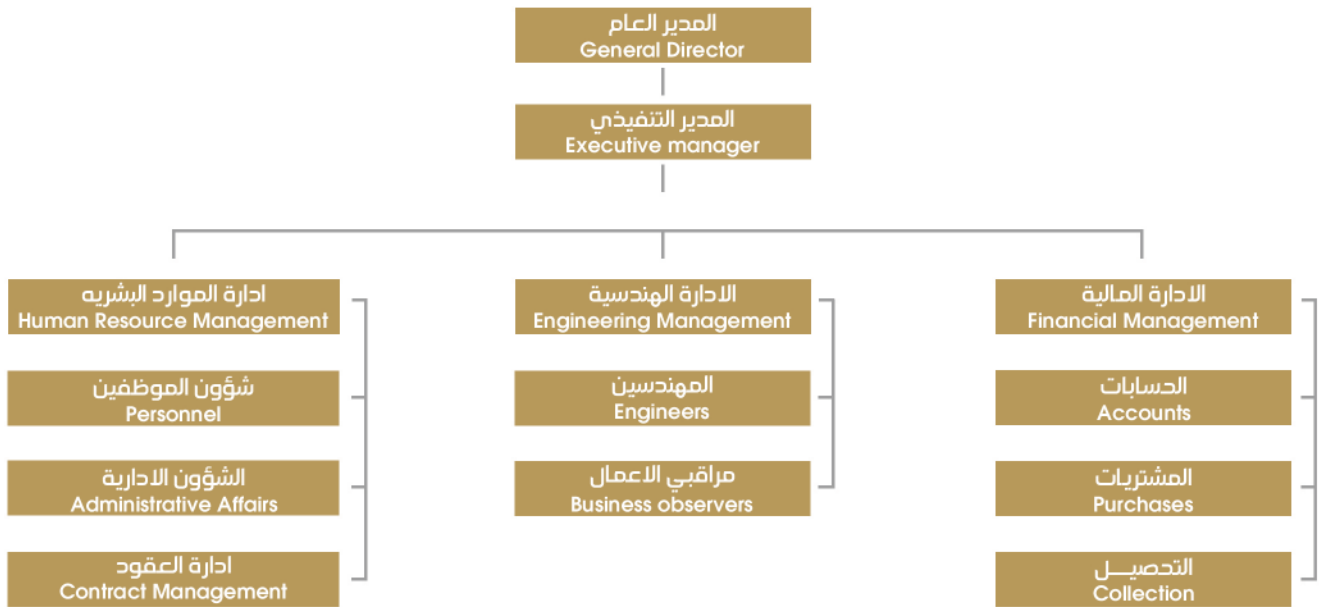 المدير العام
General Director
المدير التنفيذي
Executive manager
ادارة الموارد البشريه
Human Resource Management
الادارة الهندسية
Engineering Management
الادارة المالية
Financial Management
شؤون الموظفين
Personnel
المهندسين
Engineers
الحسابات
Accounts
الشؤون الادارية
Administrative Affairs
مراقبي الاعمال
Business observers
المشتريات
Purchases
ادارة العقود
Contract Management
التحصيـــل
Collection